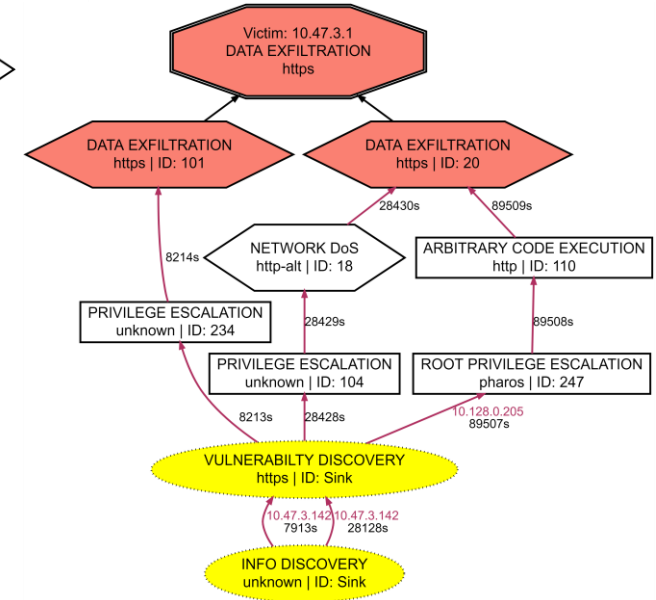 Victim: 10.47.3.1
DATA EXFILTRATION
https
DATA EXFILTRATION
https | ID: 101
DATA EXFILTRATION
https | ID: 20
28430s
89509s
8214s
NETWORK DoS
http-alt | ID: 18
ARBITRARY CODE EXECUTION
http | ID: 110
PRIVILEGE ESCALATION
unknown | ID: 234
28429s
89508s
PRIVILEGE ESCALATION
unknown | ID: 104
ROOT PRIVILEGE ESCALATION
pharos | ID: 247
8213s
28428s
10.128.0.205
89507s
VULNERABILTY DISCOVERY
https | ID: Sink
10.47.3.142
7913s
10.47.3.142
28128s
INFO DISCOVERY
unknown | ID: Sink